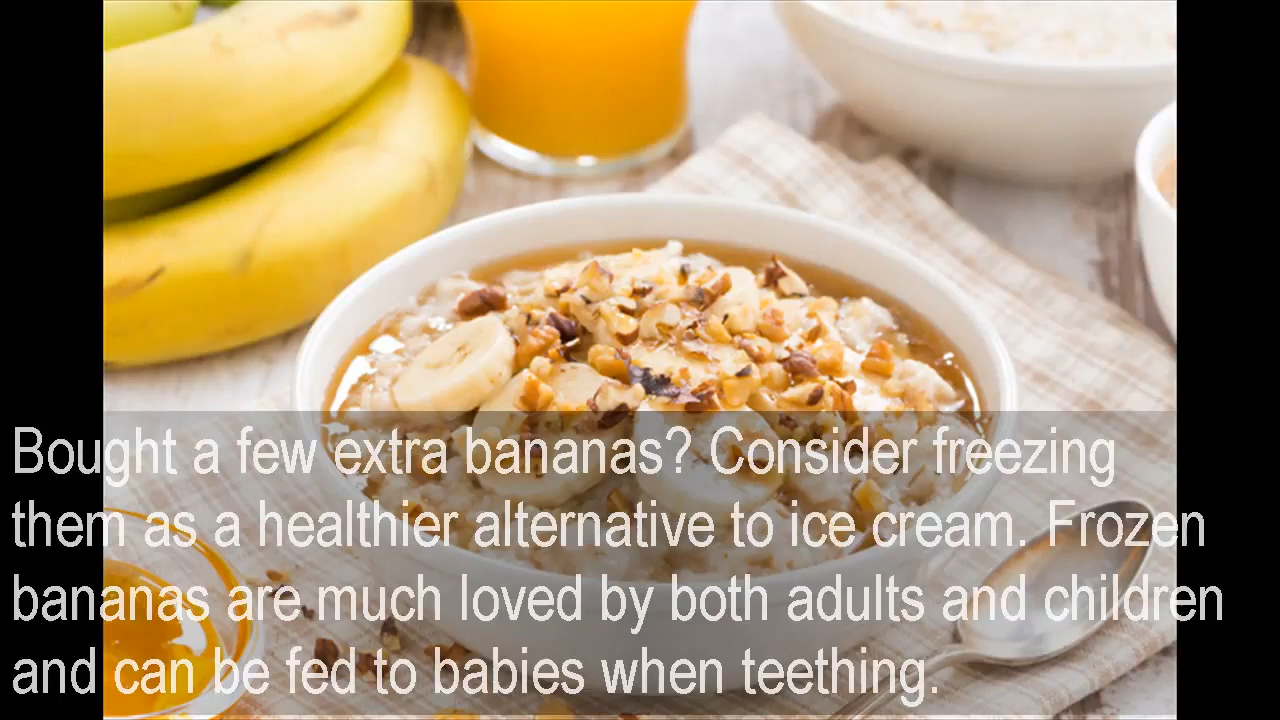 Bought a few extra bananas? Consider freezing
them as a healthier alternative to ice cream. Frozen
bananas are much loved by both adults and children
and can be fed to babies when teething.